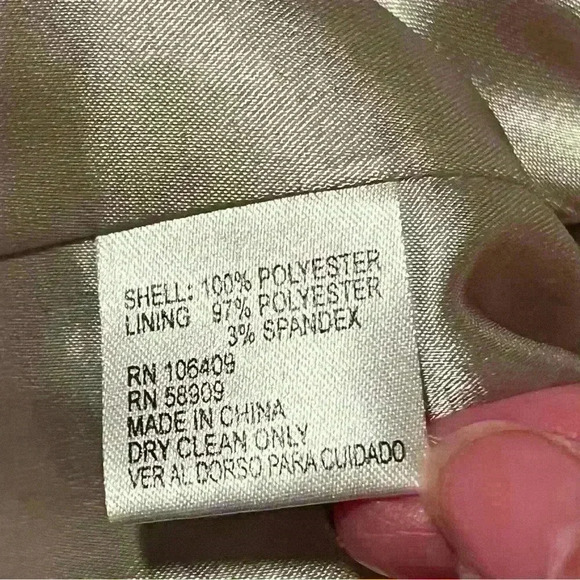 SHELL: 100% POLYESTER
LINING 97% POLYESTER
3% SPANDEX
RN 106409
RN 58909
MADE IN CHINA
DRY CLEAN ONLY
VER AL DORSO PARA CUIDADO